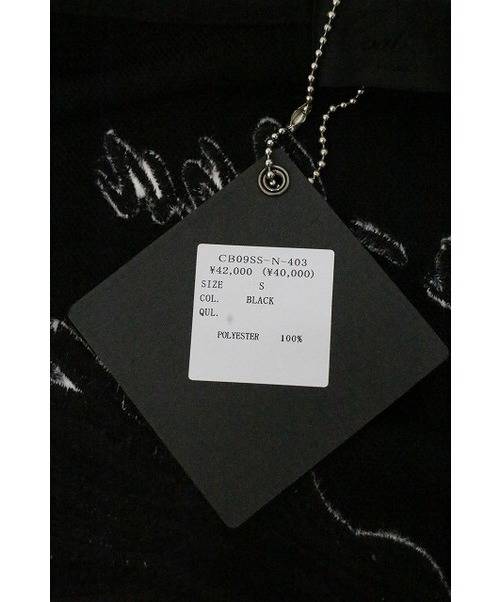 CB09SS-N-403
¥42,000 (¥40,000)
SIZE S
COL. BLACK
QUL.
POLYESTER 100%